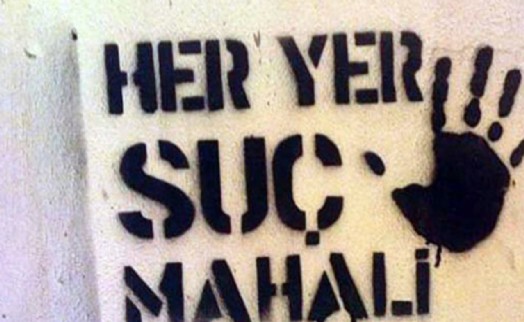 HER YER
SUÇ
MAHALİ